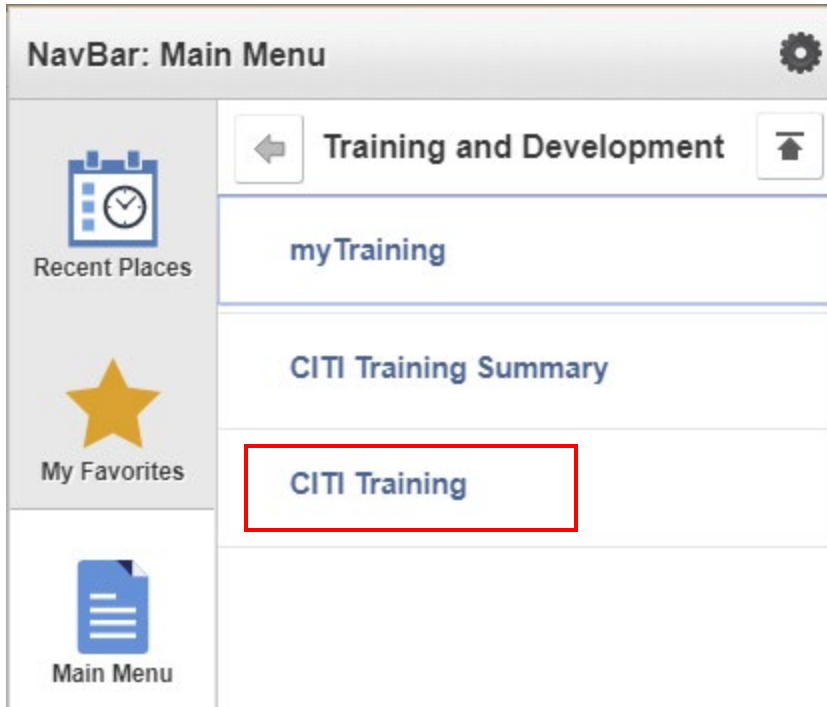 NavBar: Main Menu
Training and Development
Recent Places
myTraining
CITI Training Summary
My Favorites
CITI Training
Main Menu